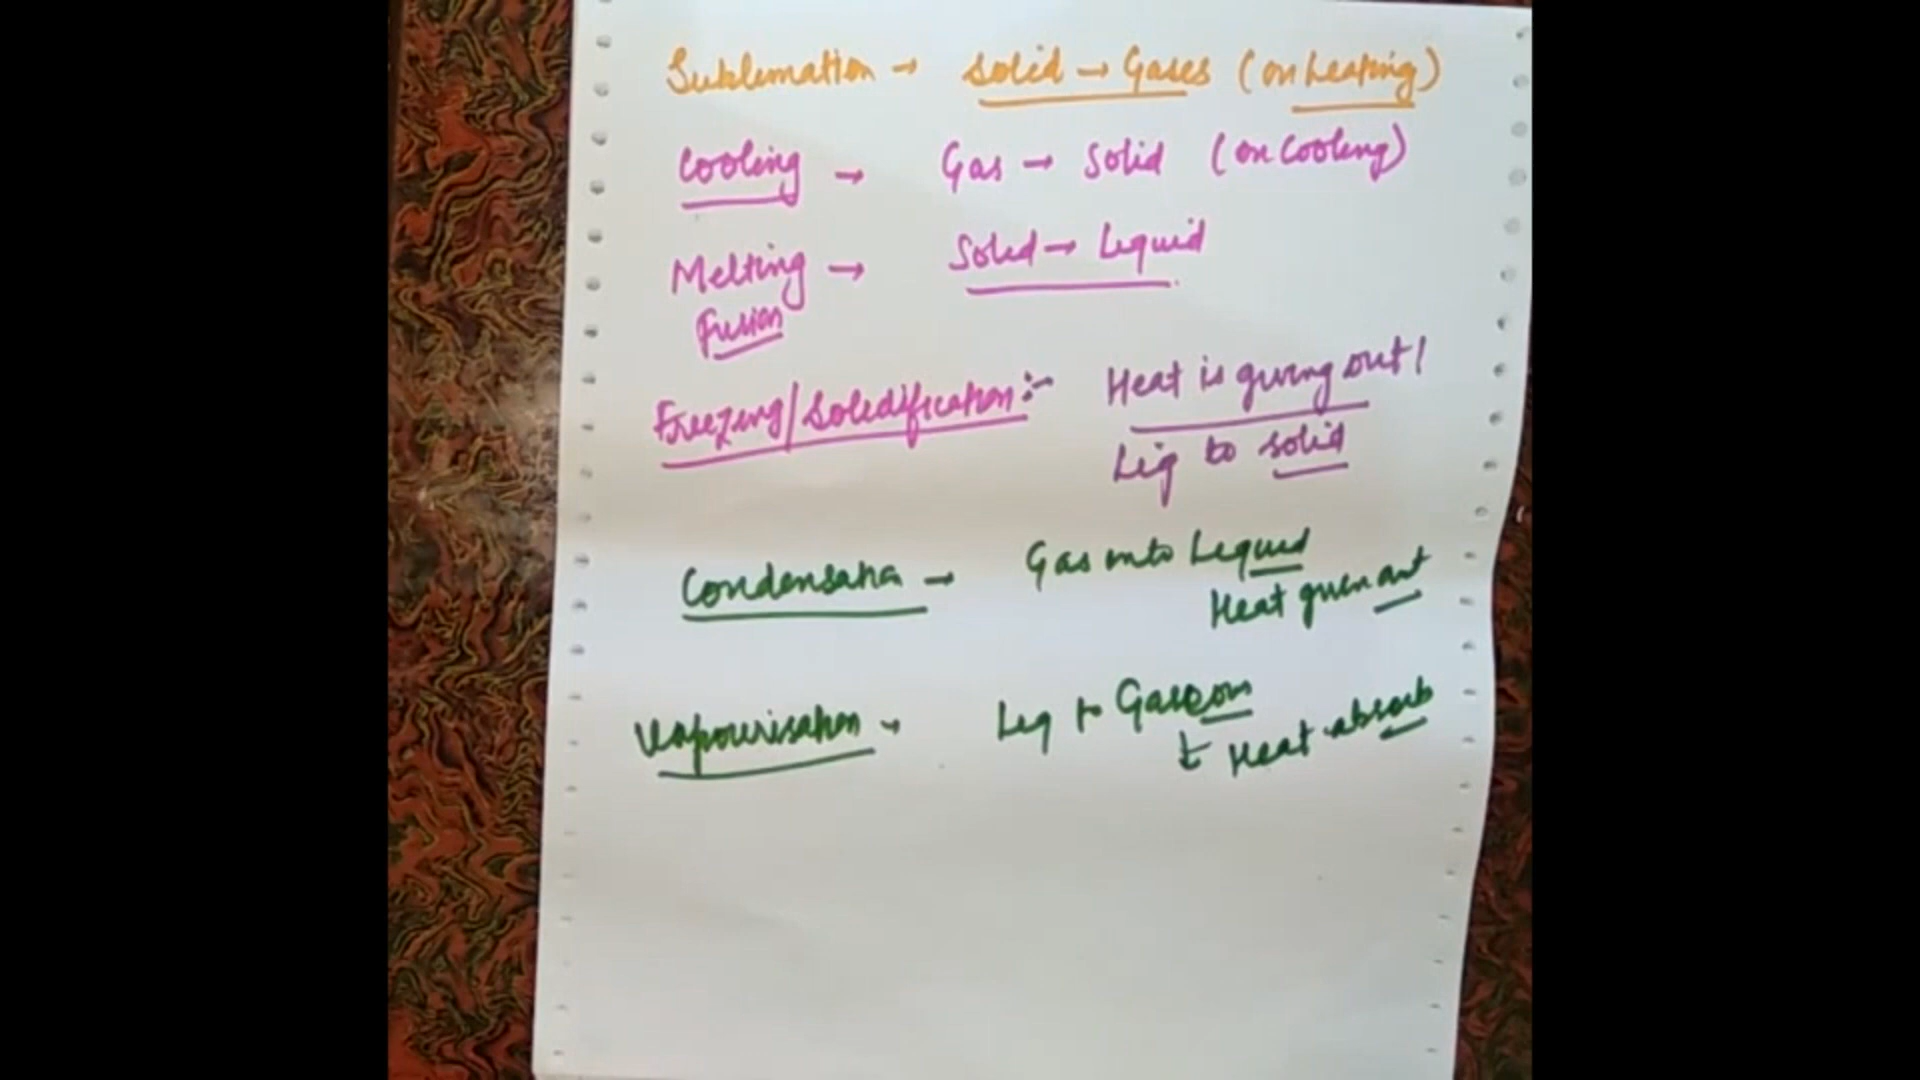 Sublimation → Solid → Gases (on heating)
Cooling → Gas → Solid (on cooling)
Melting → Solid → Liquid
Fusion
Freezing/Solidification:- Heat is giving out/
Liq to solid
Condensation → Gas into Liquid
Heat given out
Vapourisation → Liq to Gaseous
Heat absorb